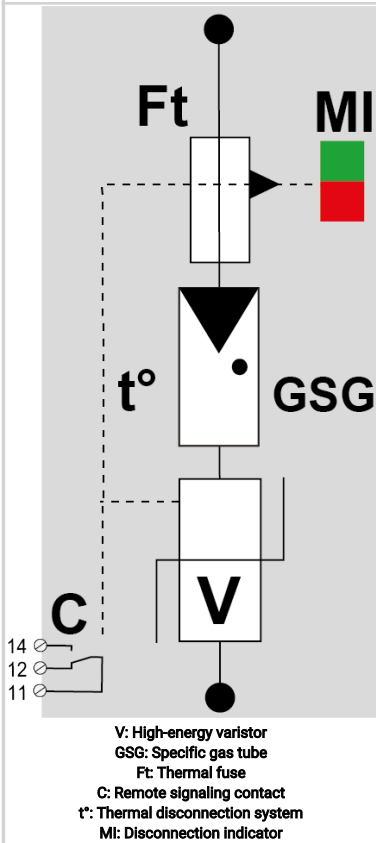 Ft
MI
t°
GSG
V
C
14
12
11
V: High-energy varistor
GSG: Specific gas tube
Ft: Thermal fuse
C: Remote signaling contact
t°: Thermal disconnection system
MI: Disconnection indicator